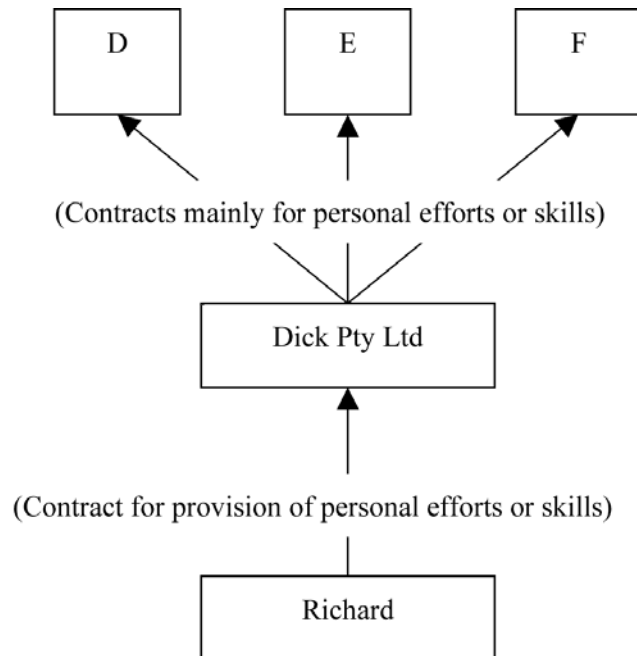 D E F
(Contracts mainly for personal efforts or skills)
Dick Pty Ltd
(Contract for provision of personal efforts or skills)
Richard